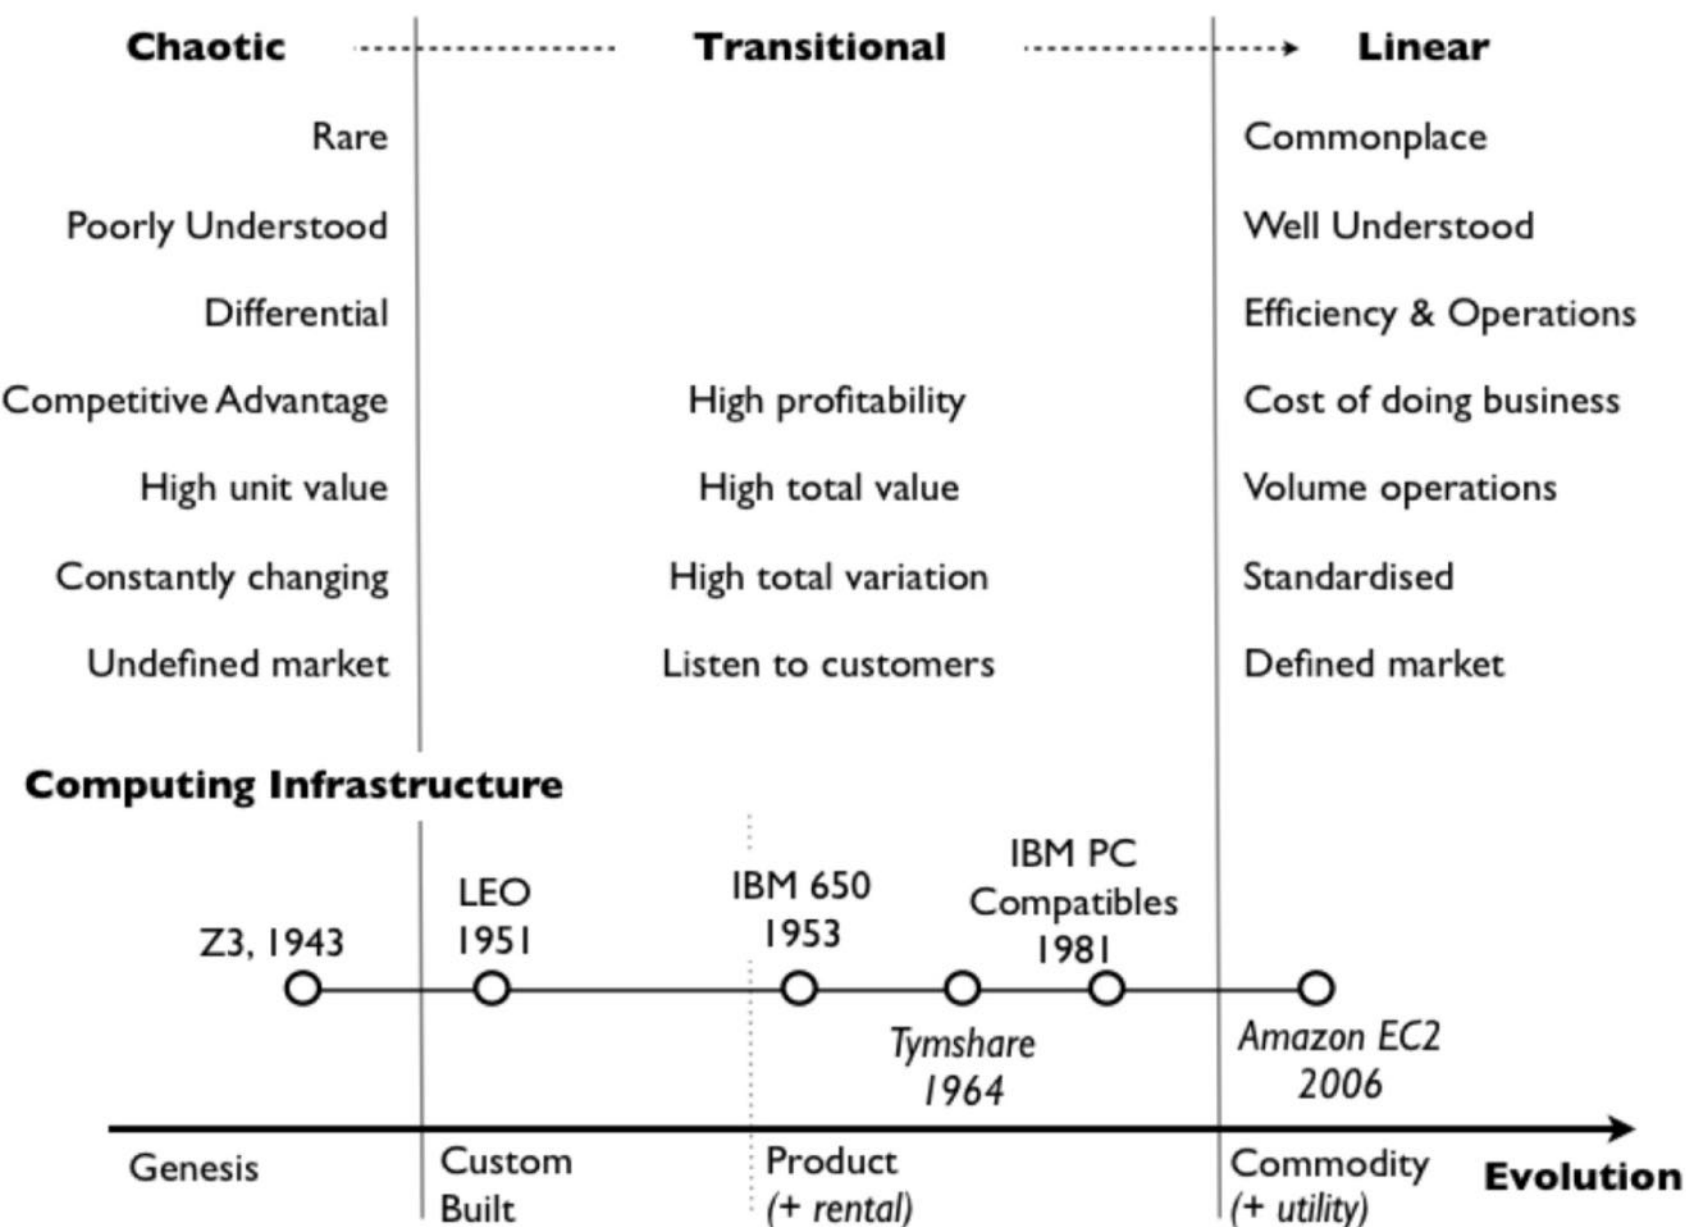 Chaotic Transitional Linear
Rare Commonplace
Poorly Understood Well Understood
Differential Efficiency & Operations
Competitive Advantage High profitability Cost of doing business
High unit value High total value Volume operations
Constantly changing High total variation Standardised
Undefined market Listen to customers Defined market
Computing Infrastructure
Z3, 1943
LEO
1951
IBM 650
1953
IBM PC
Compatibles
1981
Tymshare
1964
Amazon EC2
2006
Genesis
Custom
Built
Product
(+ rental)
Commodity
(+ utility)
Evolution